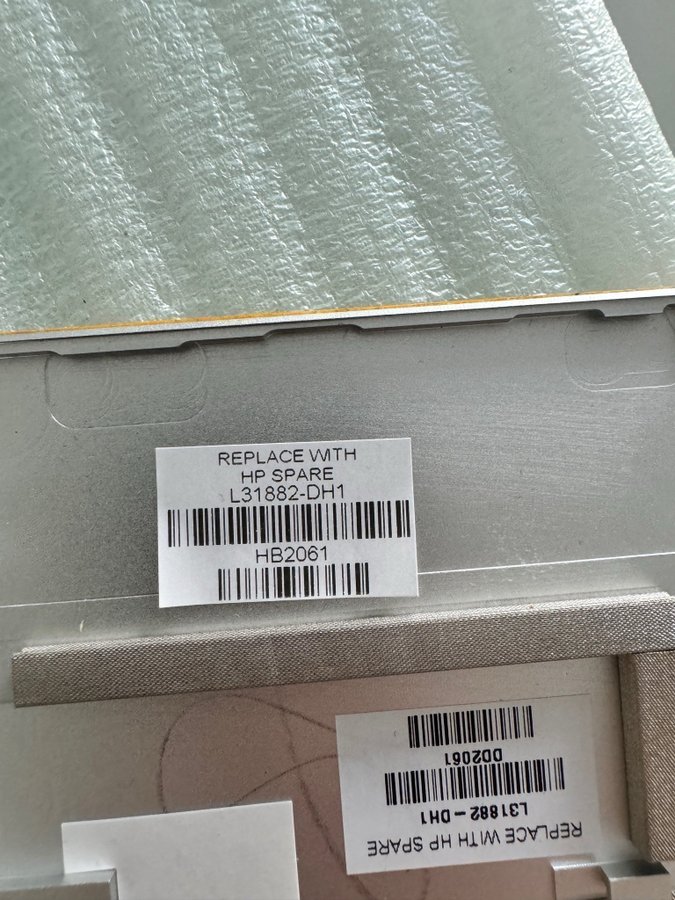 REPLACE WITH
HP SPARE
L31882-DH1
HB2061
REPLACE WITH HP SPARE
L31882-DH1
DD2061